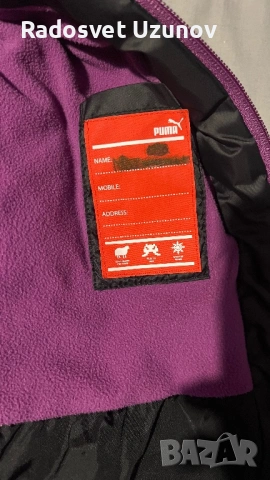 Radosvet Uzunov
PUMA
NAME:
MOBILE:
ADDRESS:
BAZAR